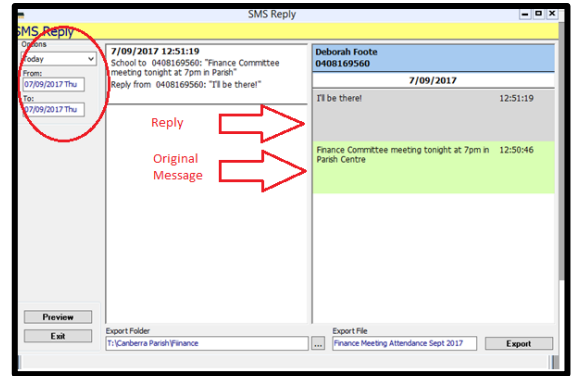 SMS Reply
SMS Reply
Options
Today
From:
07/09/2017 Thu
To:
07/09/2017 Thu
Preview
Exit
7/09/2017 12:51:19
School to 0408169560: "Finance Committee
meeting tonight at 7pm in Parish"
Reply from 0408169560: "I'll be there!"
Reply
Original
Message
Deborah Foote
0408169560
7/09/2017
I'll be there! 12:51:19
Finance Committee meeting tonight at 7pm in 12:50:46
Parish Centre
Export Folder
T:\Canberra Parish\Finance
...
Export File
Finance Meeting Attendance Sept 2017
Export